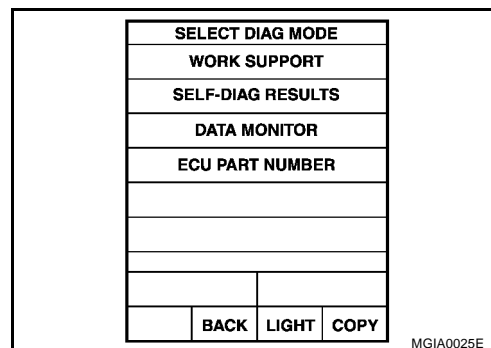 SELECT DIAG MODE
WORK SUPPORT
SELF-DIAG RESULTS
DATA MONITOR
ECU PART NUMBER
BACK LIGHT COPY
MGIA0025E